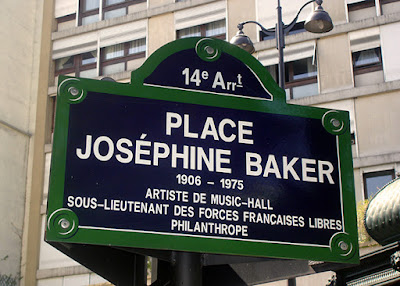 14e Arrt
PLACE
JOSÉPHINE BAKER
1906 - 1975
ARTISTE DE MUSIC-HALL
SOUS-LIEUTENANT DES FORCES FRANÇAISES LIBRES
PHILANTHROPE